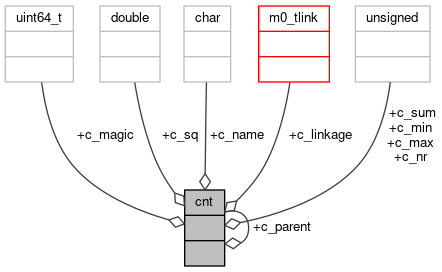 uint64_t
double
char
m0_tlink
unsigned
+c_magic
+c_sq
+c_name
+c_linkage
+c_sum
+c_min
+c_max
+c_nr
cnt
+c_parent